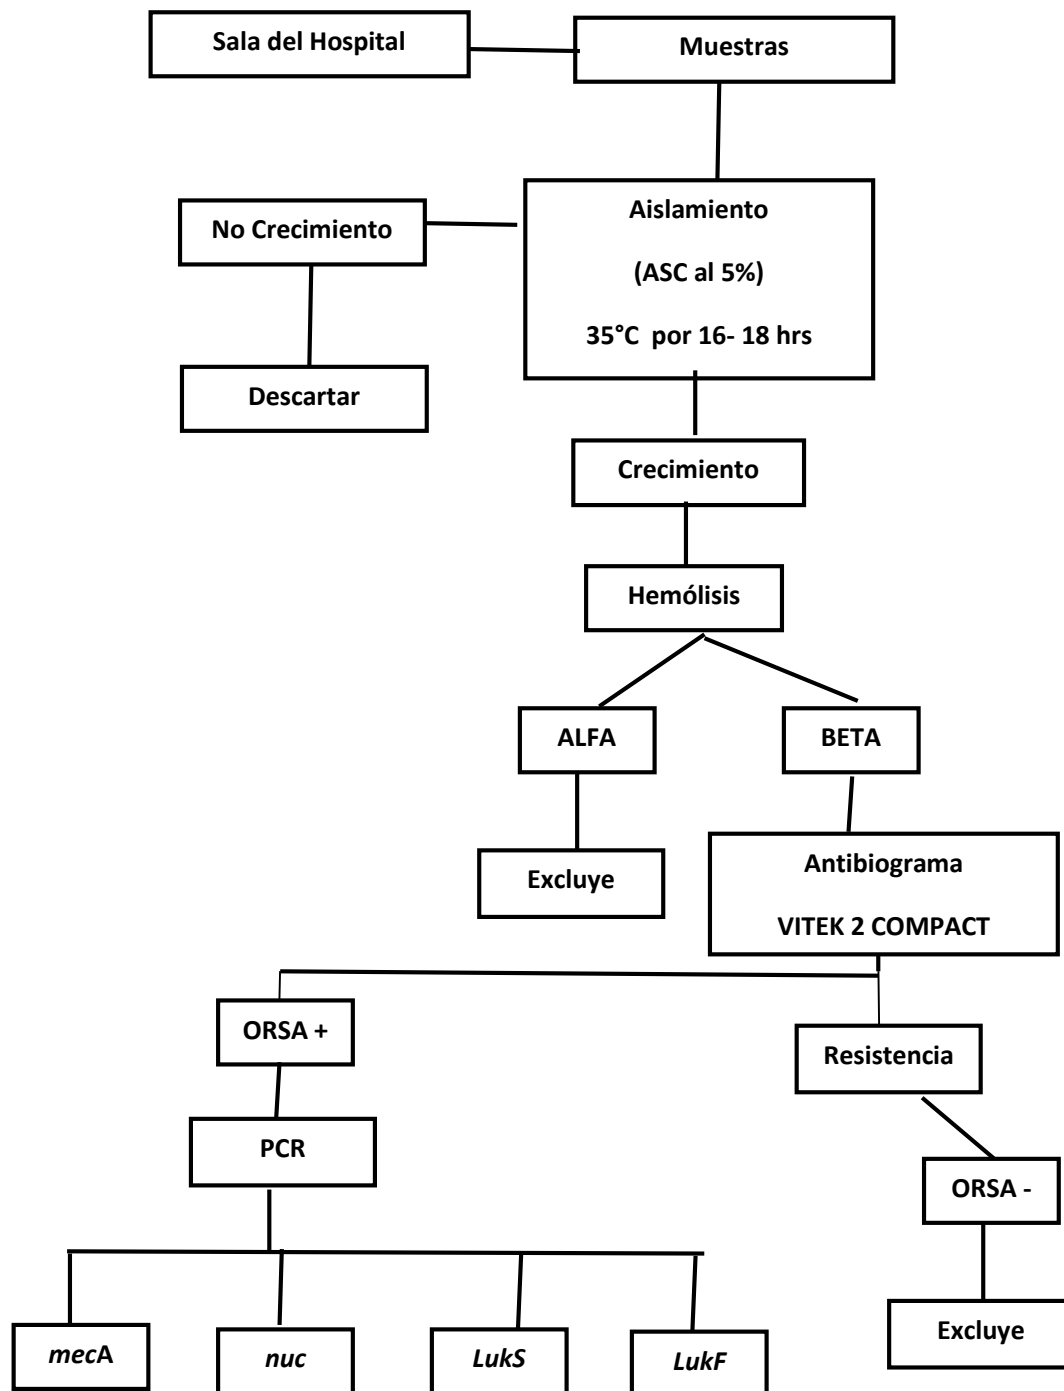 Sala del Hospital
Muestras
Aislamiento
(ASC al 5%)
35°C por 16- 18 hrs
No Crecimiento
Descartar
Crecimiento
Hemólisis
ALFA
BETA
Excluye
Antibiograma
VITEK 2 COMPACT
ORSA +
Resistencia
PCR
ORSA -
mecA
nuc
LukS
LukF
Excluye